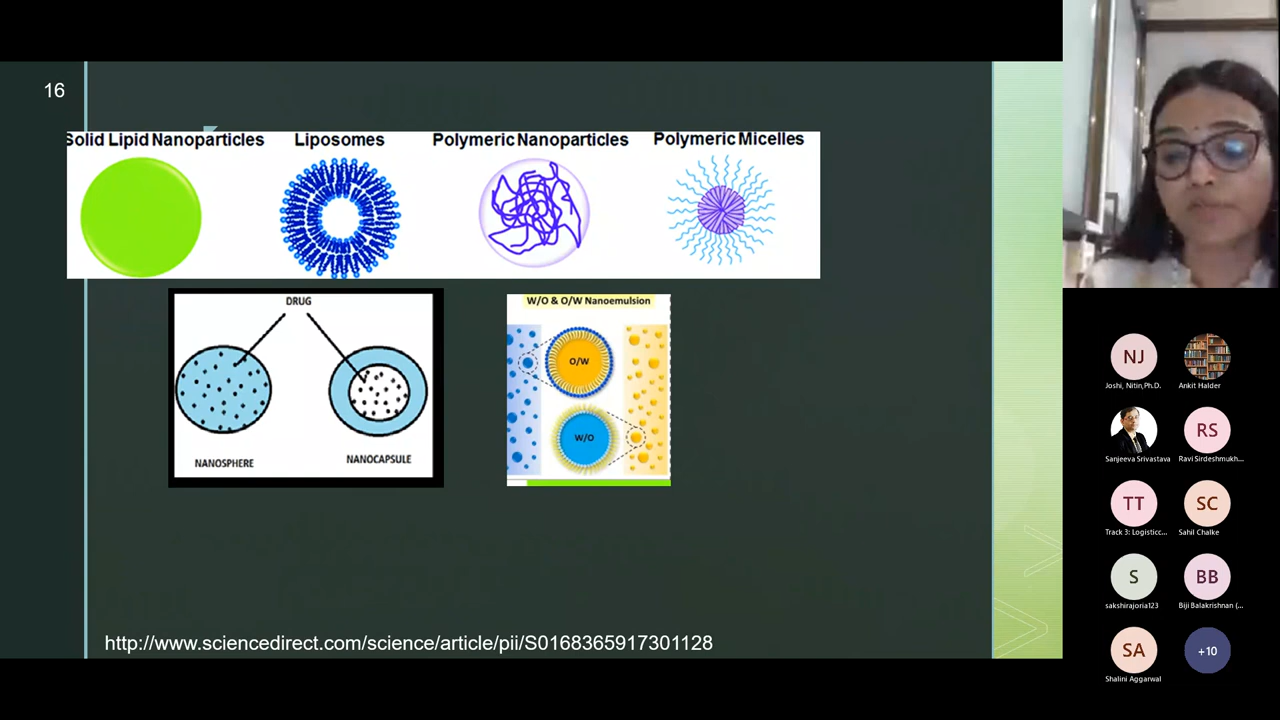 16
Solid Lipid Nanoparticles Liposomes Polymeric Nanoparticles Polymeric Micelles
DRUG
NANOSPHERE NANOCAPSULE
W/O & O/W Nanoemulsion
O/W
W/O
http://www.sciencedirect.com/science/article/pii/S0168365917301128
NJ
Joshi, Nitin,Ph.D. Ankit Halder
RS
Sanjeeva Srivastava Ravi Sirdeshmukh...
TT SC
Track 3: Logisticc... Sahil Chalke
S BB
sakshirajoria123 Biji Balakrishnan (...
SA +10
Shalini Aggarwal